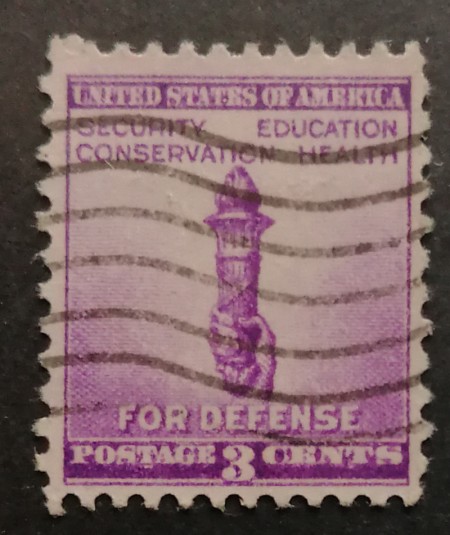 UNITED STATES OF AMERICA
SECURITY EDUCATION
CONSERVATION HEALTH
FOR DEFENSE
POSTAGE 3 CENTS